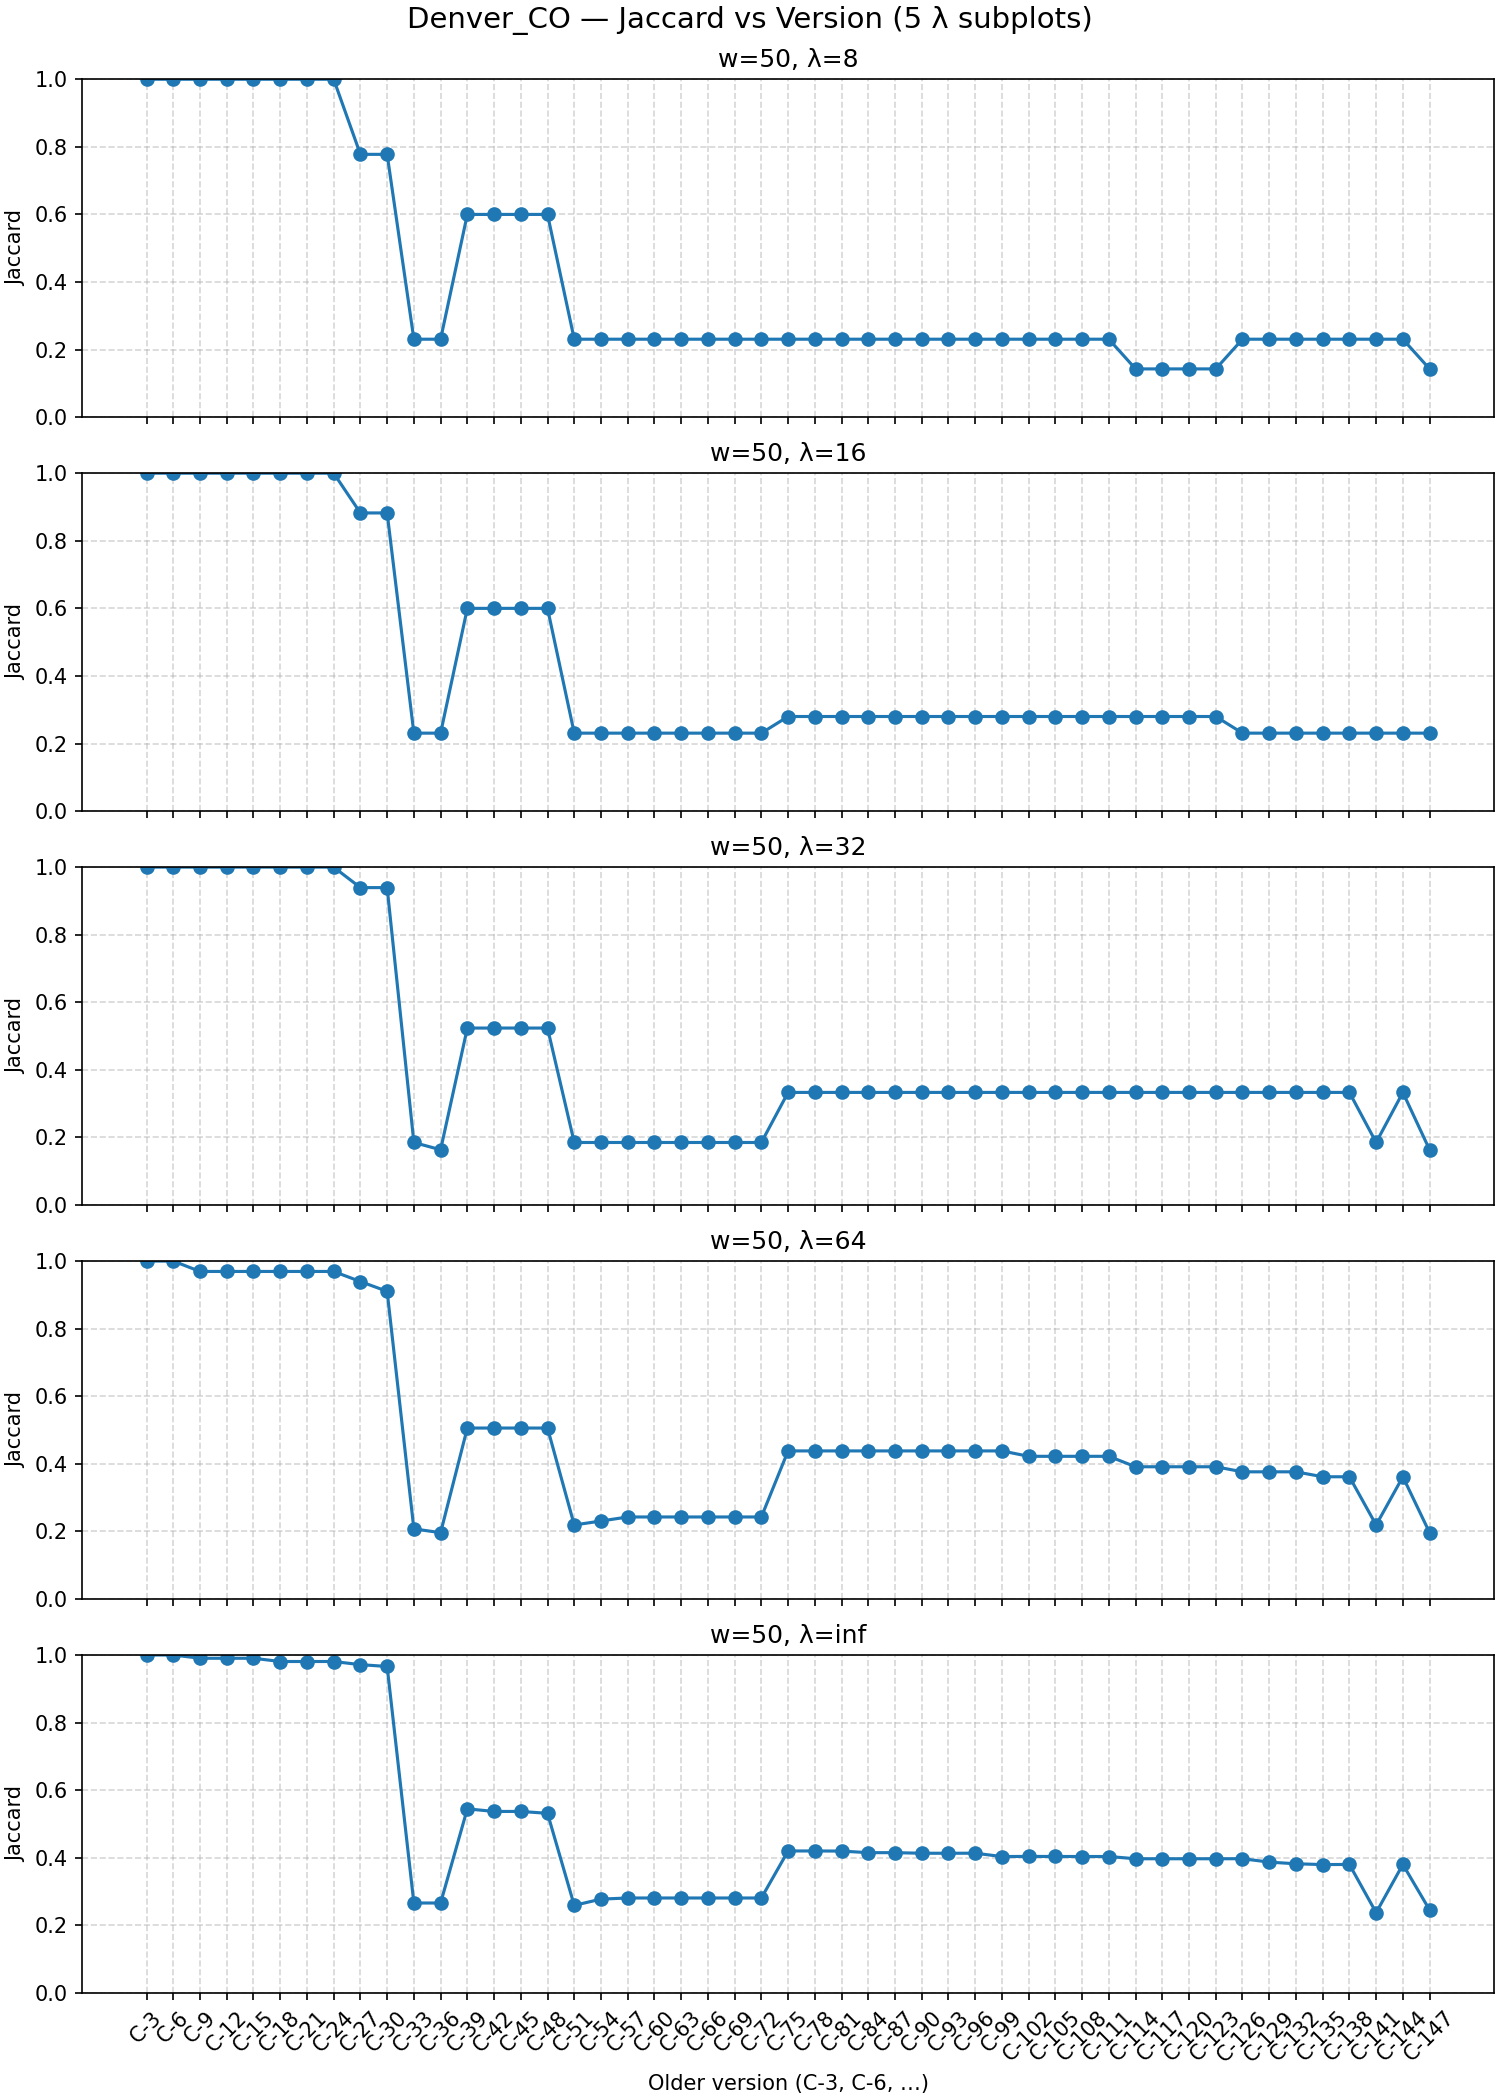 Denver_CO — Jaccard vs Version (5 λ subplots)
w=50, λ=8
1.0
0.8
0.6
0.4
0.2
0.0
Jaccard
w=50, λ=16
1.0
0.8
0.6
0.4
0.2
0.0
Jaccard
w=50, λ=32
1.0
0.8
0.6
0.4
0.2
0.0
Jaccard
w=50, λ=64
1.0
0.8
0.6
0.4
0.2
0.0
Jaccard
w=50, λ=inf
1.0
0.8
0.6
0.4
0.2
0.0
Jaccard
C-3 C-6 C-9 C-12 C-15 C-18 C-21 C-24 C-27 C-30 C-33 C-36 C-39 C-42 C-45 C-48 C-51 C-54 C-57 C-60 C-63 C-66 C-69 C-72 C-75 C-78 C-81 C-84 C-87 C-90 C-93 C-96 C-99 C-102 C-105 C-108 C-111 C-114 C-117 C-120 C-123 C-126 C-129 C-132 C-135 C-138 C-141 C-144 C-147
Older version (C-3, C-6, ...)